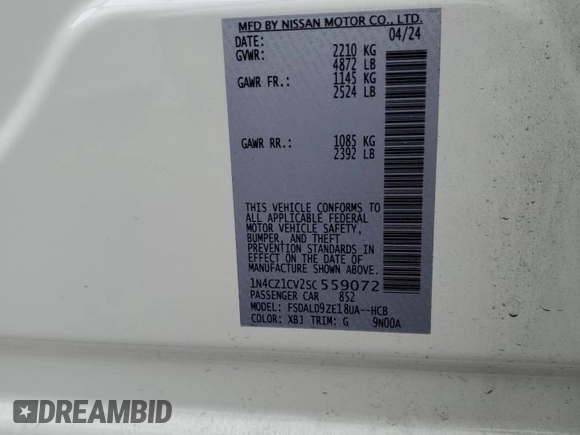 MFD BY NISSAN MOTOR CO., LTD.
DATE: 04/24
GVWR: 2210 KG
4872 LB
GAWR FR.: 1145 KG
2524 LB
GAWR RR.: 1085 KG
2392 LB
THIS VEHICLE CONFORMS TO
ALL APPLICABLE FEDERAL
MOTOR VEHICLE SAFETY,
BUMPER, AND THEFT
PREVENTION STANDARDS IN
EFFECT ON THE DATE OF
MANUFACTURE SHOWN ABOVE.
1N4CZ1CV2SC559072
PASSENGER CAR 852
MODEL: FSDALD9ZE18UA--HCB
COLOR: XBJ TRIM: G 9N00A
DREAMBID